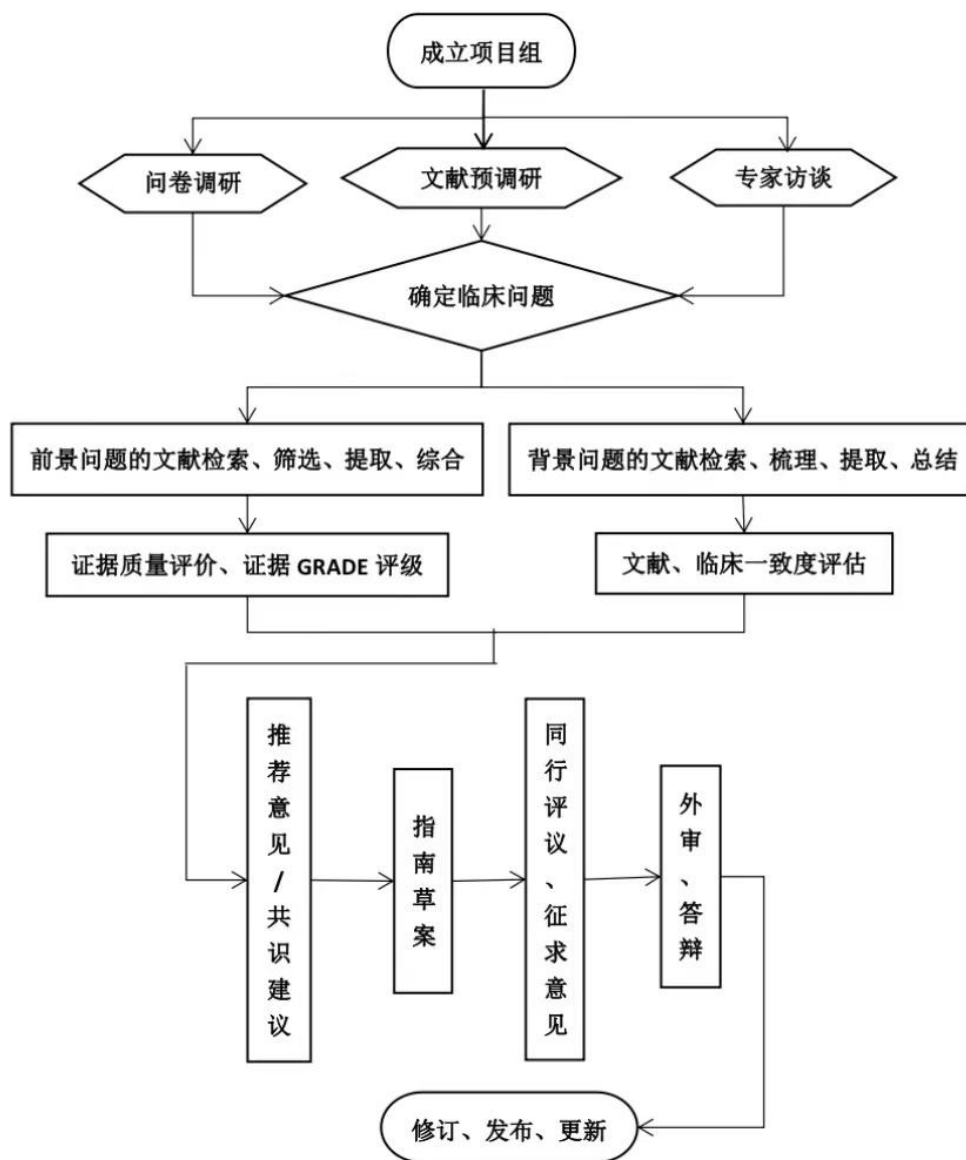 成立项目组
问卷调研
文献预调研
专家访谈
确定临床问题
前景问题的文献检索、筛选、提取、综合
背景问题的文献检索、梳理、提取、总结
证据质量评价、证据 GRADE 评级
文献、临床一致度评估
推荐意见/共识建议
指南草案
同行评议、征求意见
外审、答辩
修订、发布、更新